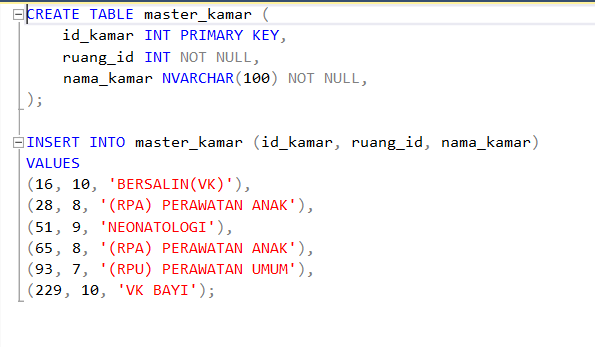 CREATE TABLE master_kamar (
id_kamar INT PRIMARY KEY,
ruang_id INT NOT NULL,
nama_kamar NVARCHAR(100) NOT NULL,
);
INSERT INTO master_kamar (id_kamar, ruang_id, nama_kamar)
VALUES
(16, 10, 'BERSALIN(VK)'),
(28, 8, '(RPA) PERAWATAN ANAK'),
(51, 9, 'NEONATOLOGI'),
(65, 8, '(RPA) PERAWATAN ANAK'),
(93, 7, '(RPU) PERAWATAN UMUM'),
(229, 10, 'VK BAYI');